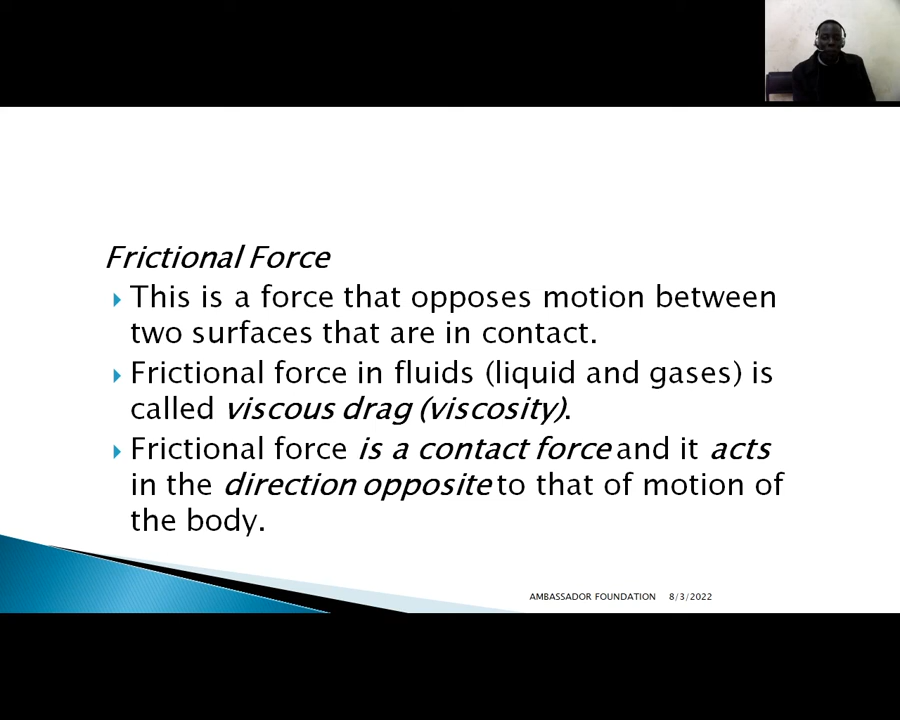 Frictional Force
This is a force that opposes motion between
two surfaces that are in contact.
Frictional force in fluids (liquid and gases) is
called viscous drag (viscosity).
Frictional force is a contact force and it acts
in the direction opposite to that of motion of
the body.
AMBASSADOR FOUNDATION 8/3/2022